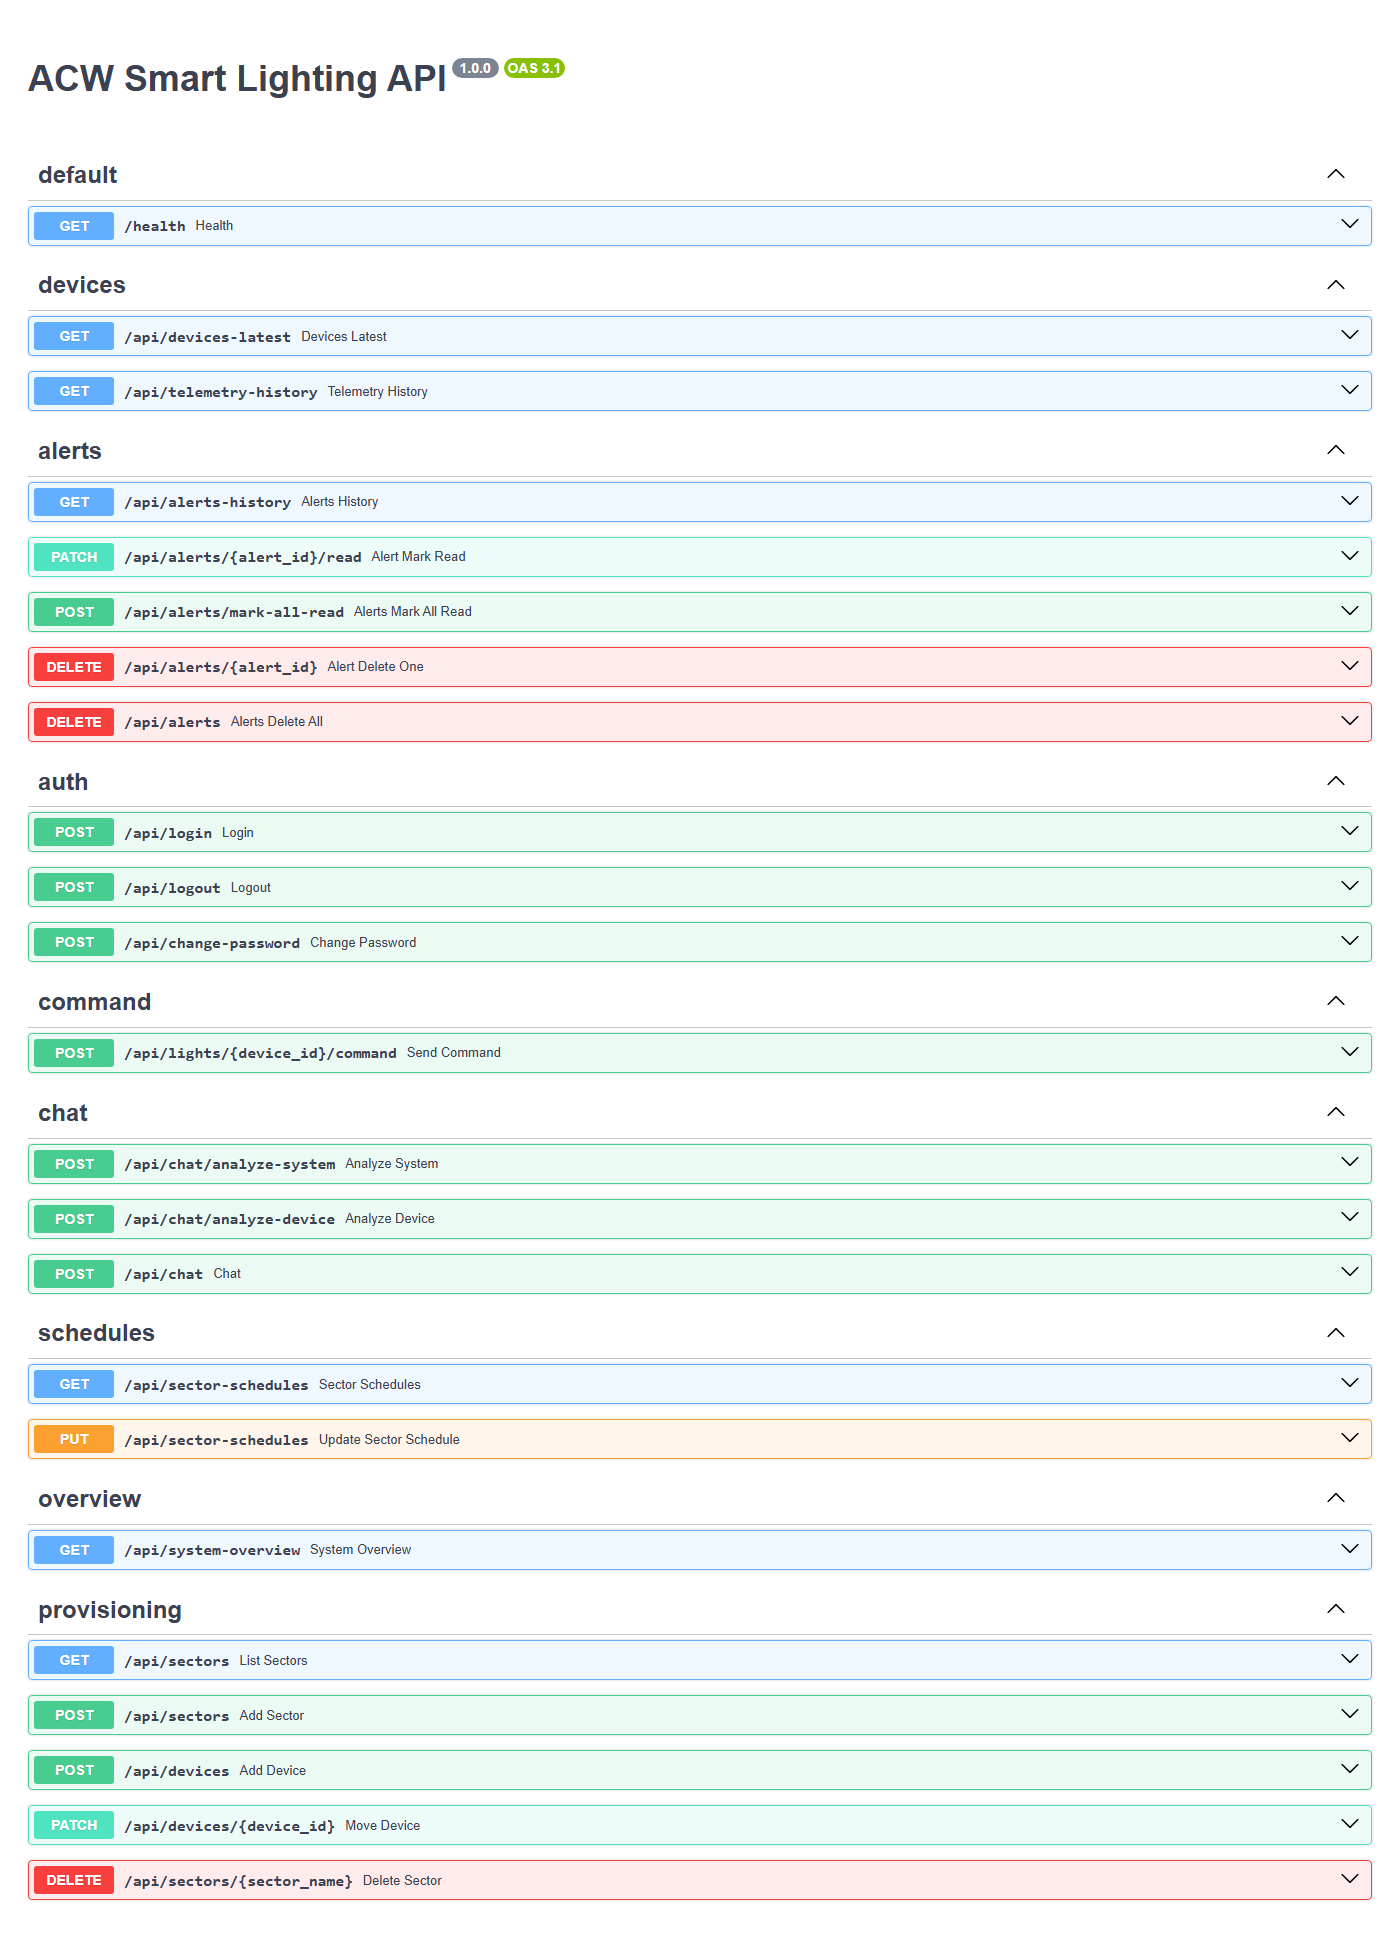 ACW Smart Lighting API 1.0.0 OAS 3.1
default
GET /health Health
devices
GET /api/devices-latest Devices Latest
GET /api/telemetry-history Telemetry History
alerts
GET /api/alerts-history Alerts History
PATCH /api/alerts/{alert_id}/read Alert Mark Read
POST /api/alerts/mark-all-read Alerts Mark All Read
DELETE /api/alerts/{alert_id} Alert Delete One
DELETE /api/alerts Alerts Delete All
auth
POST /api/login Login
POST /api/logout Logout
POST /api/change-password Change Password
command
POST /api/lights/{device_id}/command Send Command
chat
POST /api/chat/analyze-system Analyze System
POST /api/chat/analyze-device Analyze Device
POST /api/chat Chat
schedules
GET /api/sector-schedules Sector Schedules
PUT /api/sector-schedules Update Sector Schedule
overview
GET /api/system-overview System Overview
provisioning
GET /api/sectors List Sectors
POST /api/sectors Add Sector
POST /api/devices Add Device
PATCH /api/devices/{device_id} Move Device
DELETE /api/sectors/{sector_name} Delete Sector